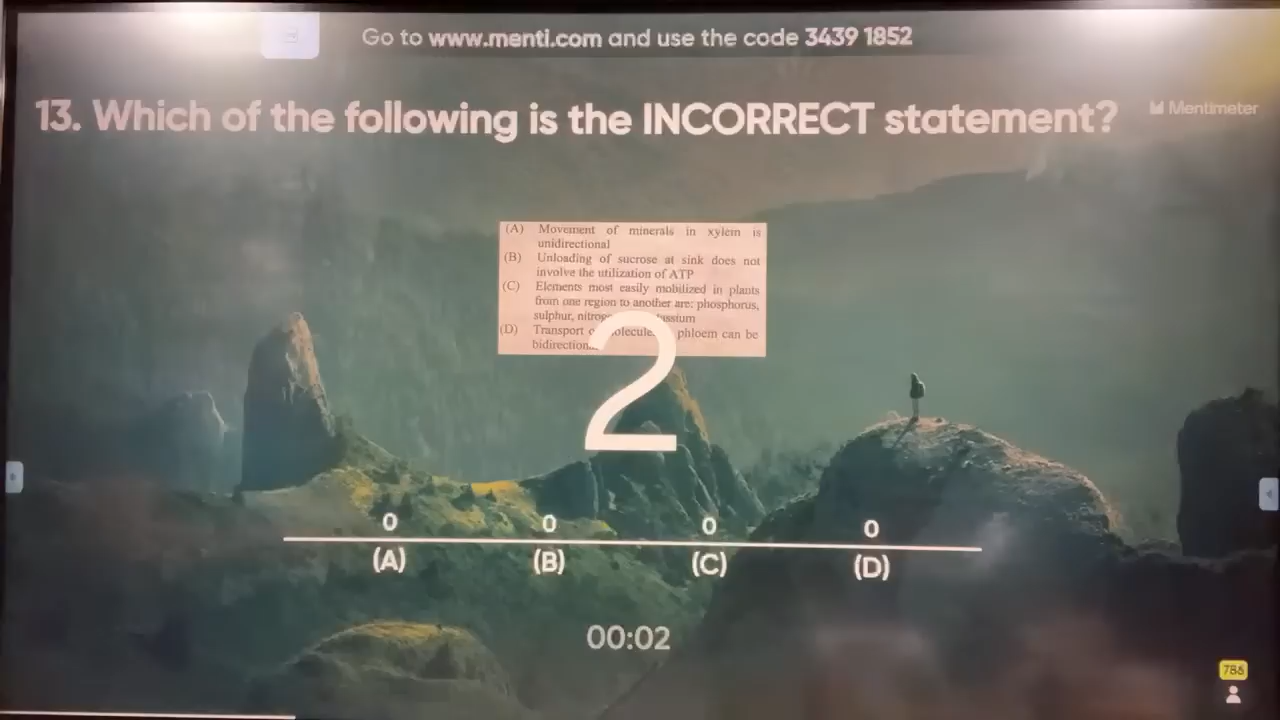 Go to www.menti.com and use the code 3439 1852
13. Which of the following is the INCORRECT statement?
Mentimeter
(A) Movement of minerals in xylem is
unidirectional
(B) Unloading of sucrose at sink does not
involve the utilization of ATP
(C) Elements most easily mobilized in plants
from one region to another are: phosphorus,
sulphur,
(D) Transport phloem can be
2
0 0 0 0
(A) (B) (C) (D)
00:02
788